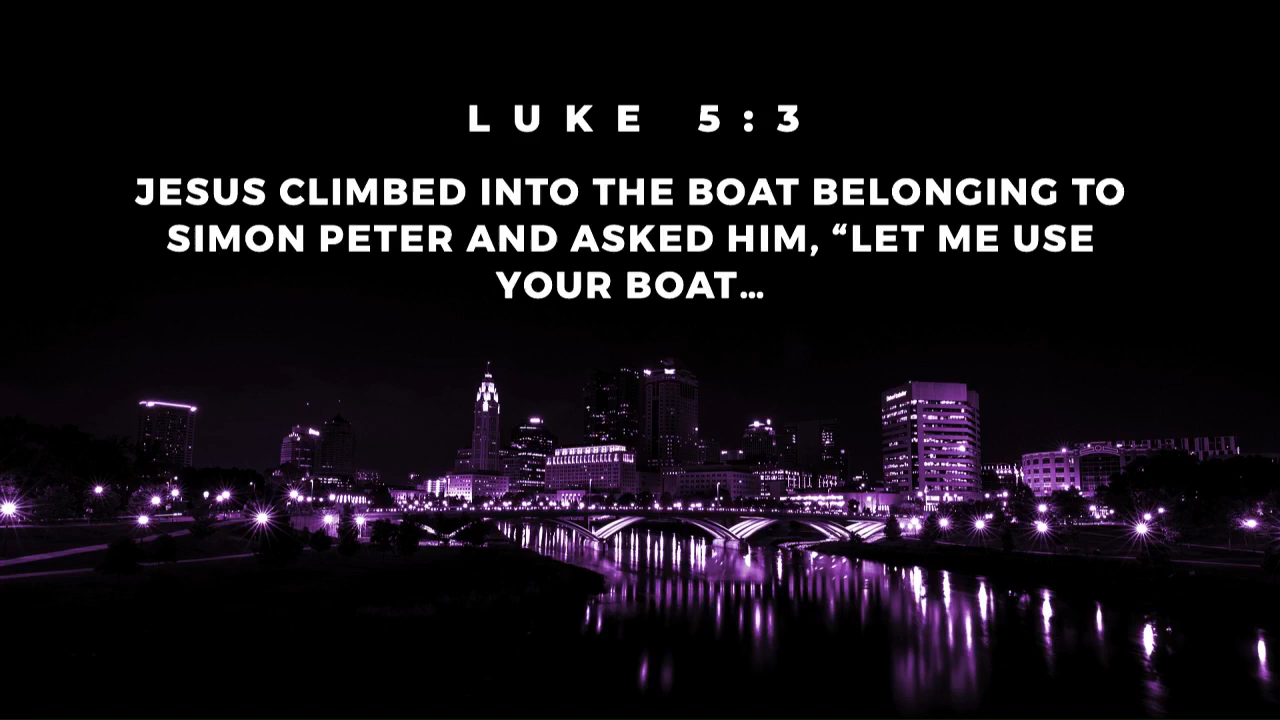 LUKE 5:3
JESUS CLIMBED INTO THE BOAT BELONGING TO
SIMON PETER AND ASKED HIM, “LET ME USE
YOUR BOAT…